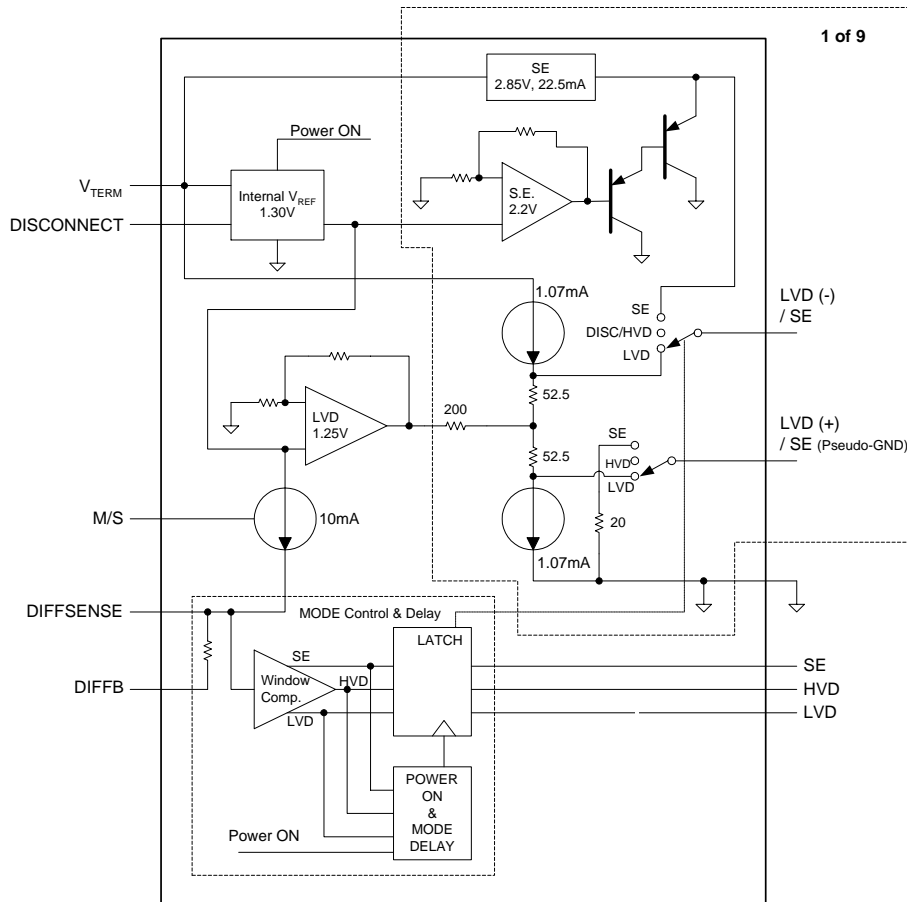 1 of 9
SE
2.85V, 22.5mA
Power ON
VTERM
Internal VREF
1.30V
S.E.
2.2V
DISCONNECT
1.07mA
LVD (-)
/ SE
SE
DISC/HVD
LVD
52.5
LVD
1.25V
200
LVD (+)
/ SE (Pseudo-GND)
SE
52.5
HVD
LVD
M/S
10mA
20
1.07mA
DIFFSENSE
MODE Control & Delay
LATCH
SE
SE
Window
Comp.
HVD
HVD
DIFFB
LVD
LVD
POWER
ON
&
MODE
DELAY
Power ON